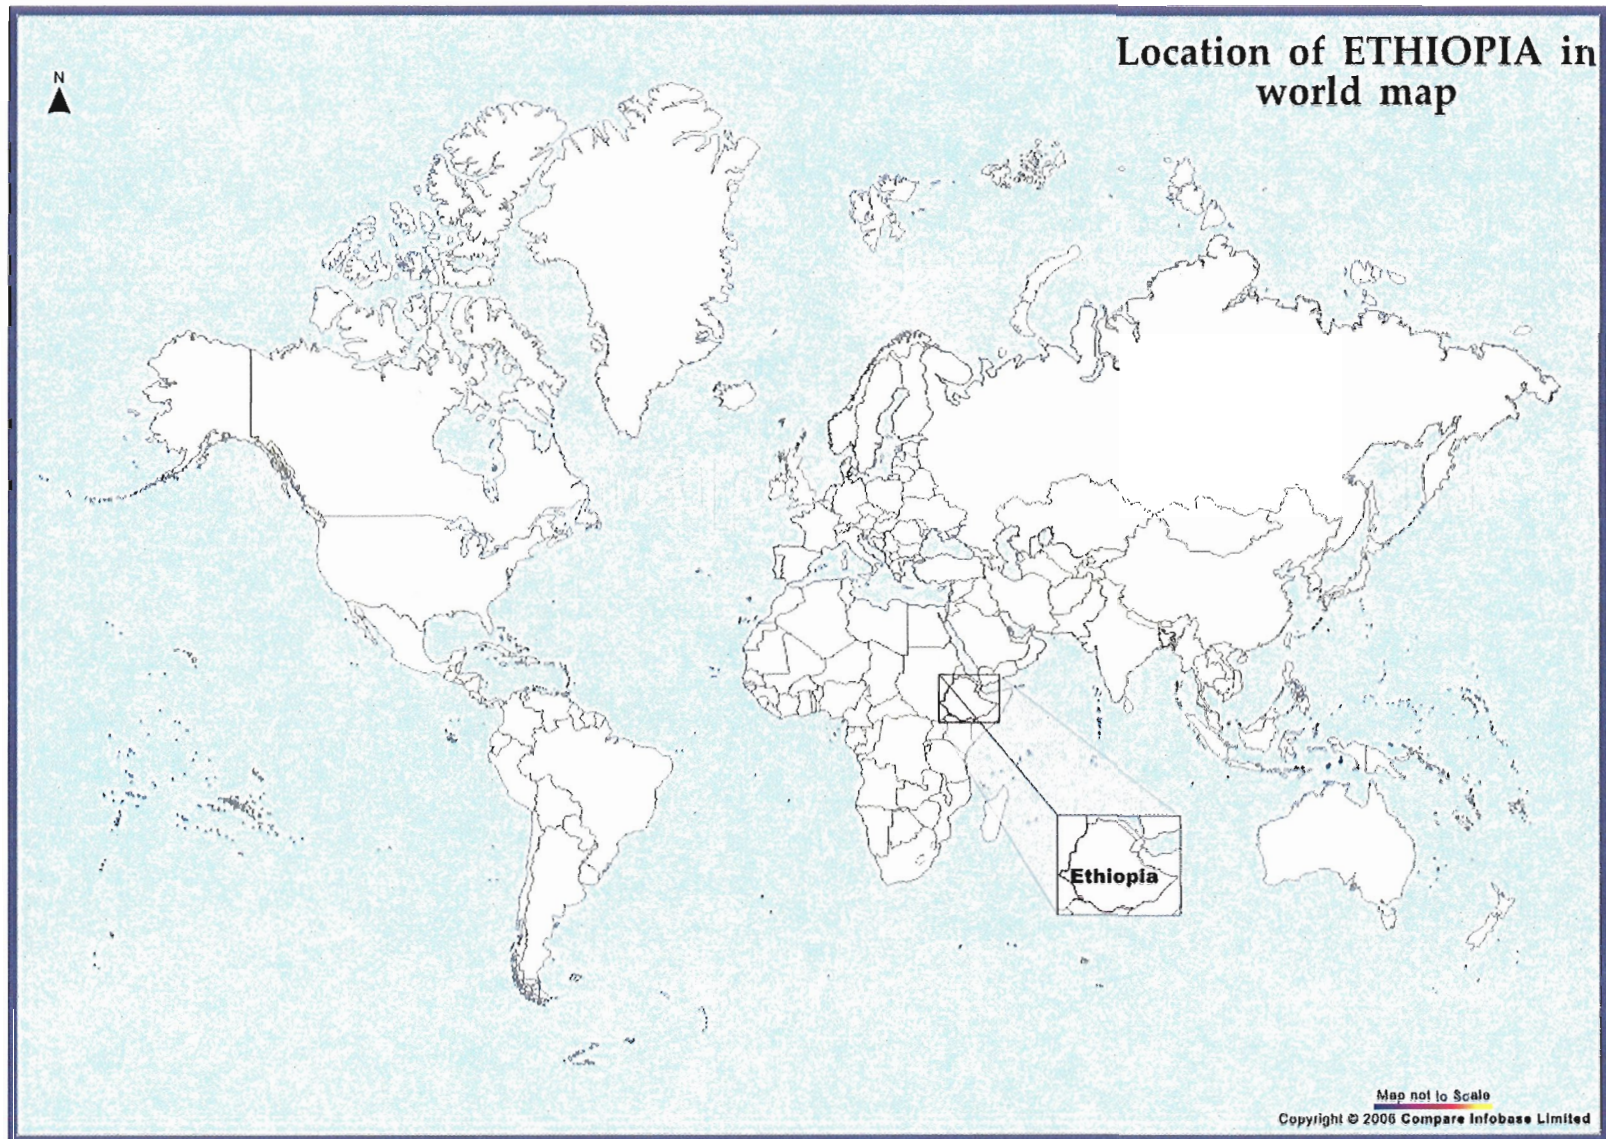 Location of ETHIOPIA in
world map
N
Ethiopia
Map not to Scale
Copyright © 2006 Compare Infobase Limited